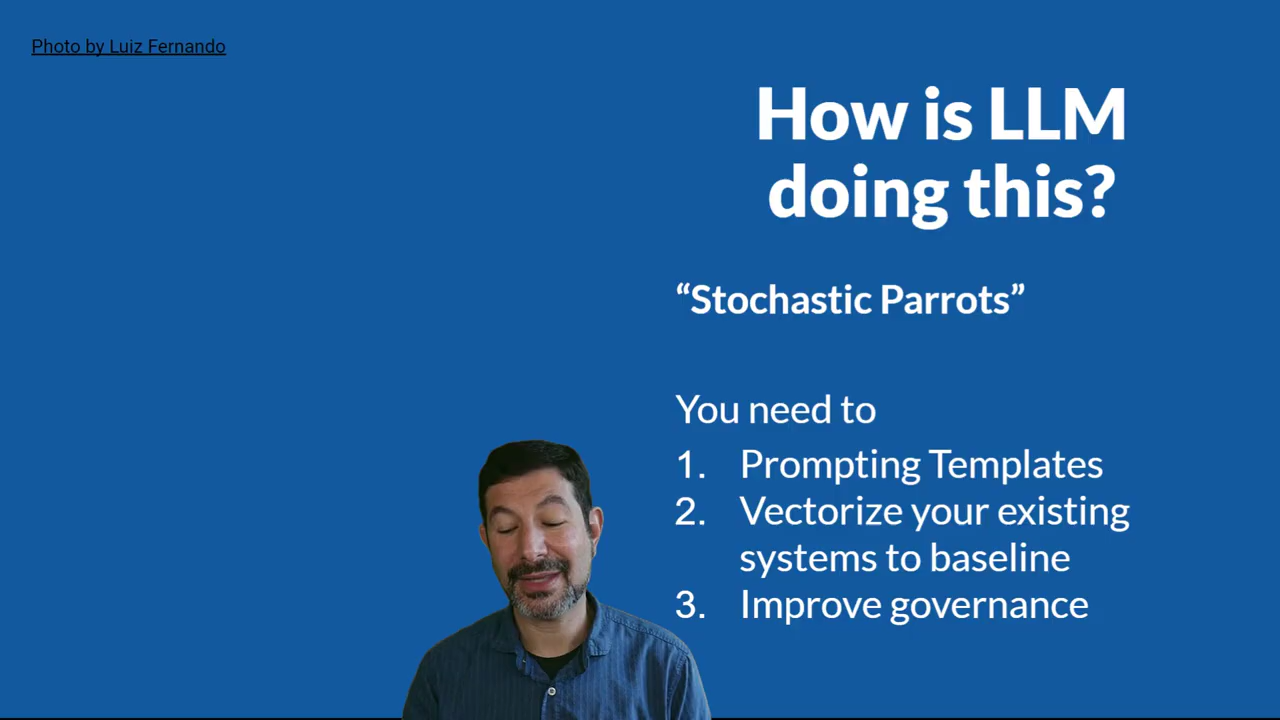 Photo by Luiz Fernando
How is LLM
doing this?
“Stochastic Parrots”
You need to
1. Prompting Templates
2. Vectorize your existing
systems to baseline
3. Improve governance